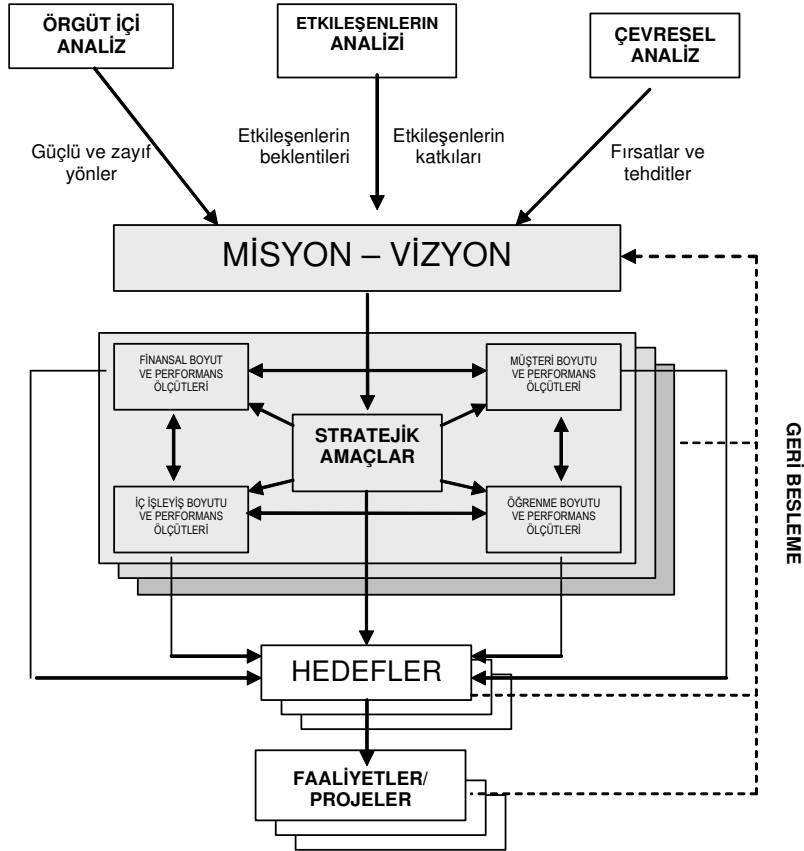 ÖRGÜT İÇİ
ANALİZ
ETKİLEŞENLERIN
ANALİZİ
ÇEVRESEL
ANALİZ
Güçlü ve zayıf
yönler
Etkileşenlerin
beklentileri
Etkileşenlerin
katkıları
Fırsatlar ve
tehditler
MİSYON – VİZYON
FİNANSAL BOYUT
VE PERFORMANS
ÖLÇÜTLERİ
MÜŞTERİ BOYUTU
VE PERFORMANS
ÖLÇÜTLERİ
STRATEJİK
AMAÇLAR
İÇ İŞLEYİŞ BOYUTU
VE PERFORMANS
ÖLÇÜTLERİ
ÖĞRENME BOYUTU
VE PERFORMANS
ÖLÇÜTLERİ
GERİ BESLEME
HEDEFLER
FAALİYETLER/
PROJELER